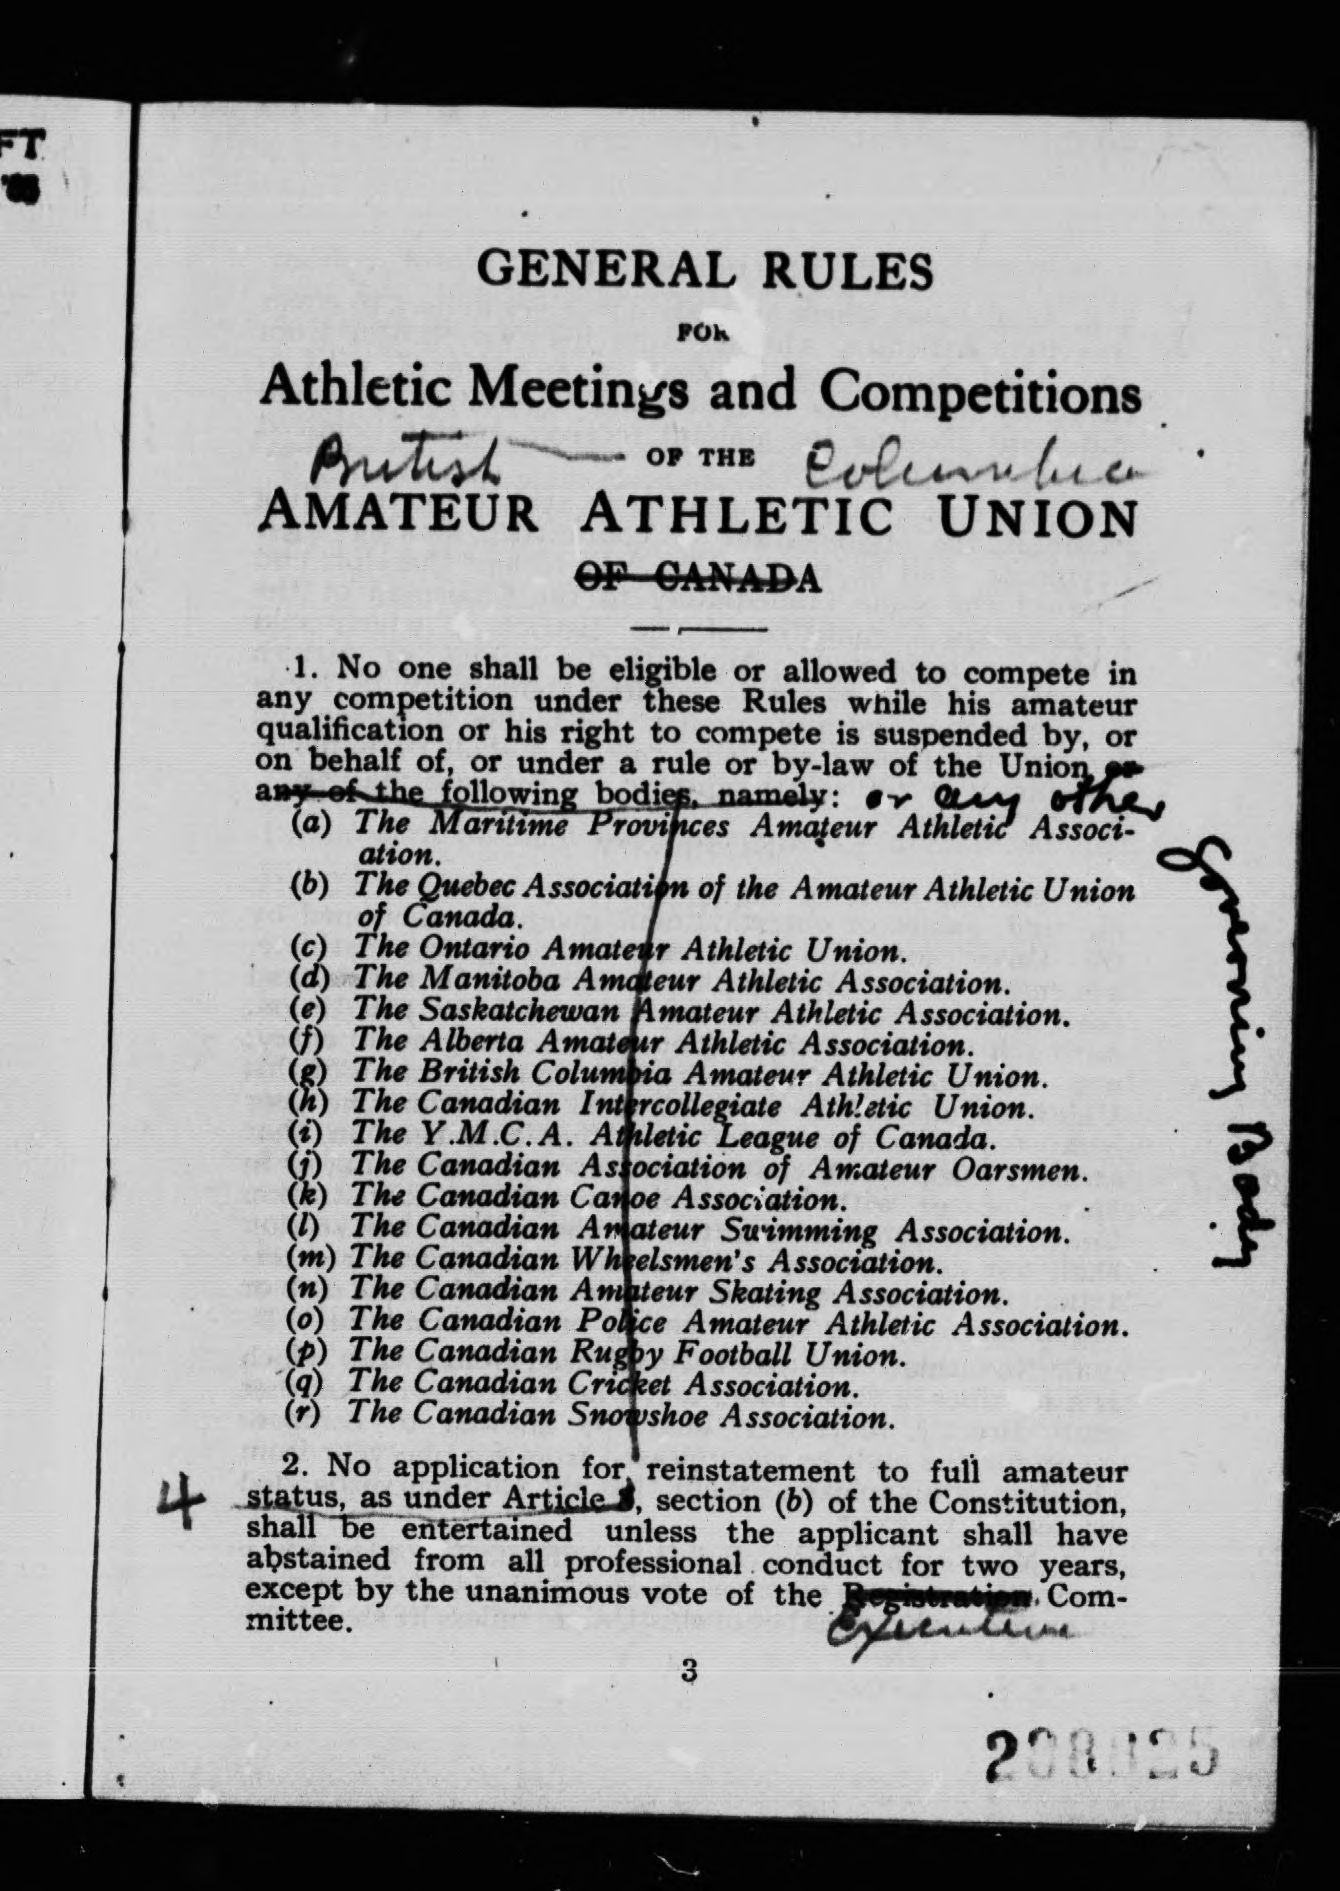 FT
GENERAL RULES
FOR
Athletic Meetings and Competitions
British OF THE Columbia
AMATEUR ATHLETIC UNION
OF CANADA
1. No one shall be eligible or allowed to compete in
any competition under these Rules while his amateur
qualification or his right to compete is suspended by, or
on behalf of, or under a rule or by-law of the Union or
any of the following bodies, namely: or any other
Governing Body
(a) The Maritime Provinces Amateur Athletic Associ-
ation.
(b) The Quebec Association of the Amateur Athletic Union
of Canada.
(c) The Ontario Amateur Athletic Union.
(d) The Manitoba Amateur Athletic Association.
(e) The Saskatchewan Amateur Athletic Association.
(f) The Alberta Amateur Athletic Association.
(g) The British Columbia Amateur Athletic Union.
(h) The Canadian Intercollegiate Athletic Union.
(i) The Y.M.C.A. Athletic League of Canada.
(j) The Canadian Association of Amateur Oarsmen.
(k) The Canadian Canoe Association.
(l) The Canadian Amateur Swimming Association.
(m) The Canadian Wheelsmen's Association.
(n) The Canadian Amateur Skating Association.
(o) The Canadian Police Amateur Athletic Association.
(p) The Canadian Rugby Football Union.
(q) The Canadian Cricket Association.
(r) The Canadian Snowshoe Association.
2. No application for reinstatement to full amateur
4 status, as under Article , section (b) of the Constitution,
shall be entertained unless the applicant shall have
abstained from all professional conduct for two years,
except by the unanimous vote of the Registration Com-
mittee. Executive
3